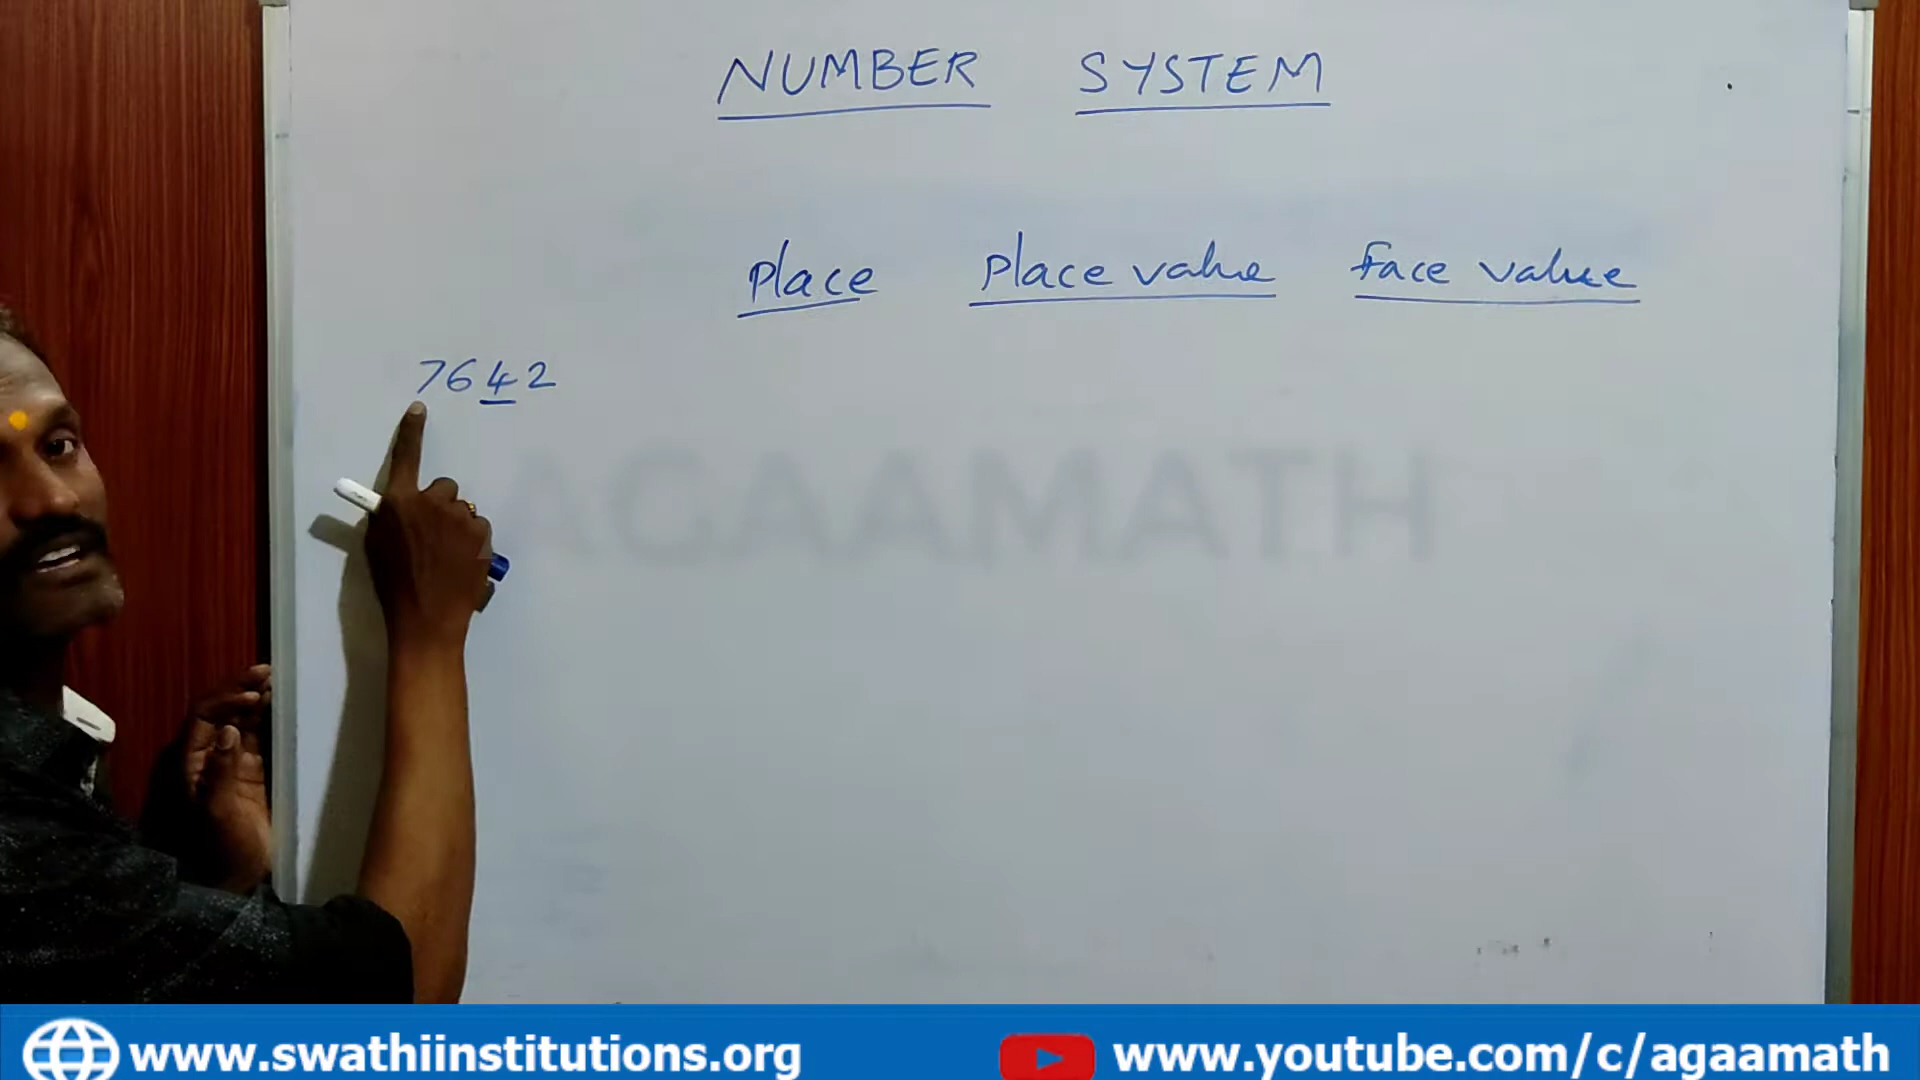 NUMBER SYSTEM
Place Place value Face value
7642
AGAAMATH
www.swathiinstitutions.org www.youtube.com/c/agaamath